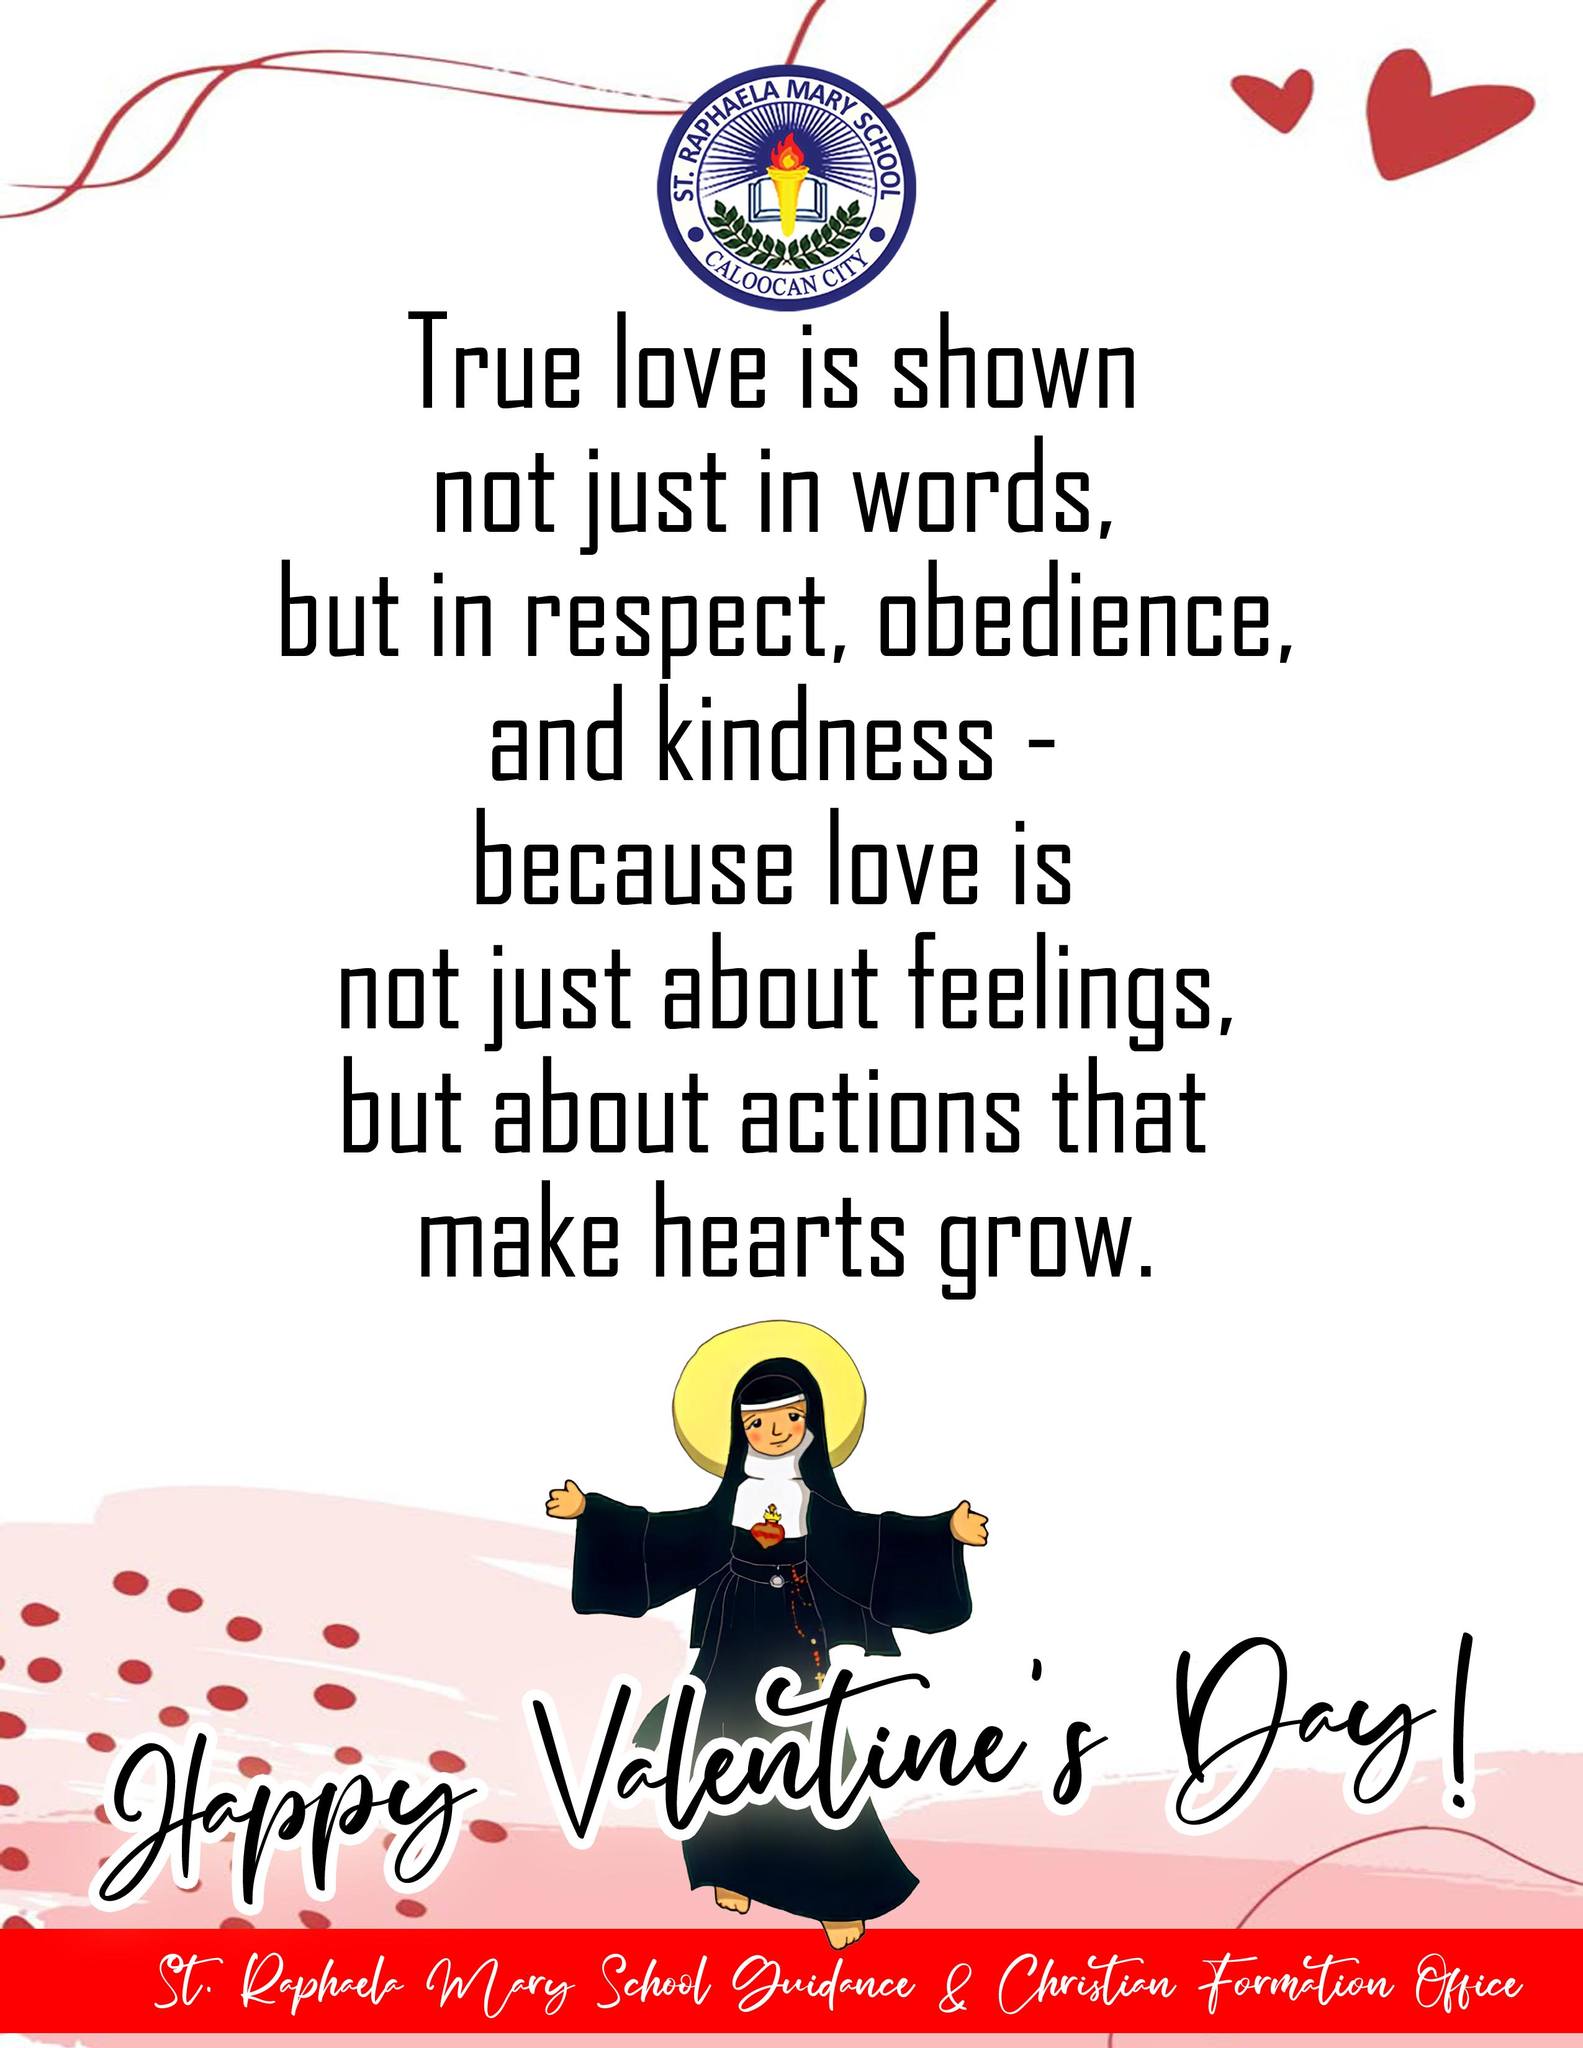 ST. RAPHAELA MARY SCHOOL
CALOOCAN CITY
True love is shown
not just in words,
but in respect, obedience,
and kindness -
because love is
not just about feelings,
but about actions that
make hearts grow.
Happy Valentine's Day!
St. Raphaela Mary School Guidance & Christian Formation Office